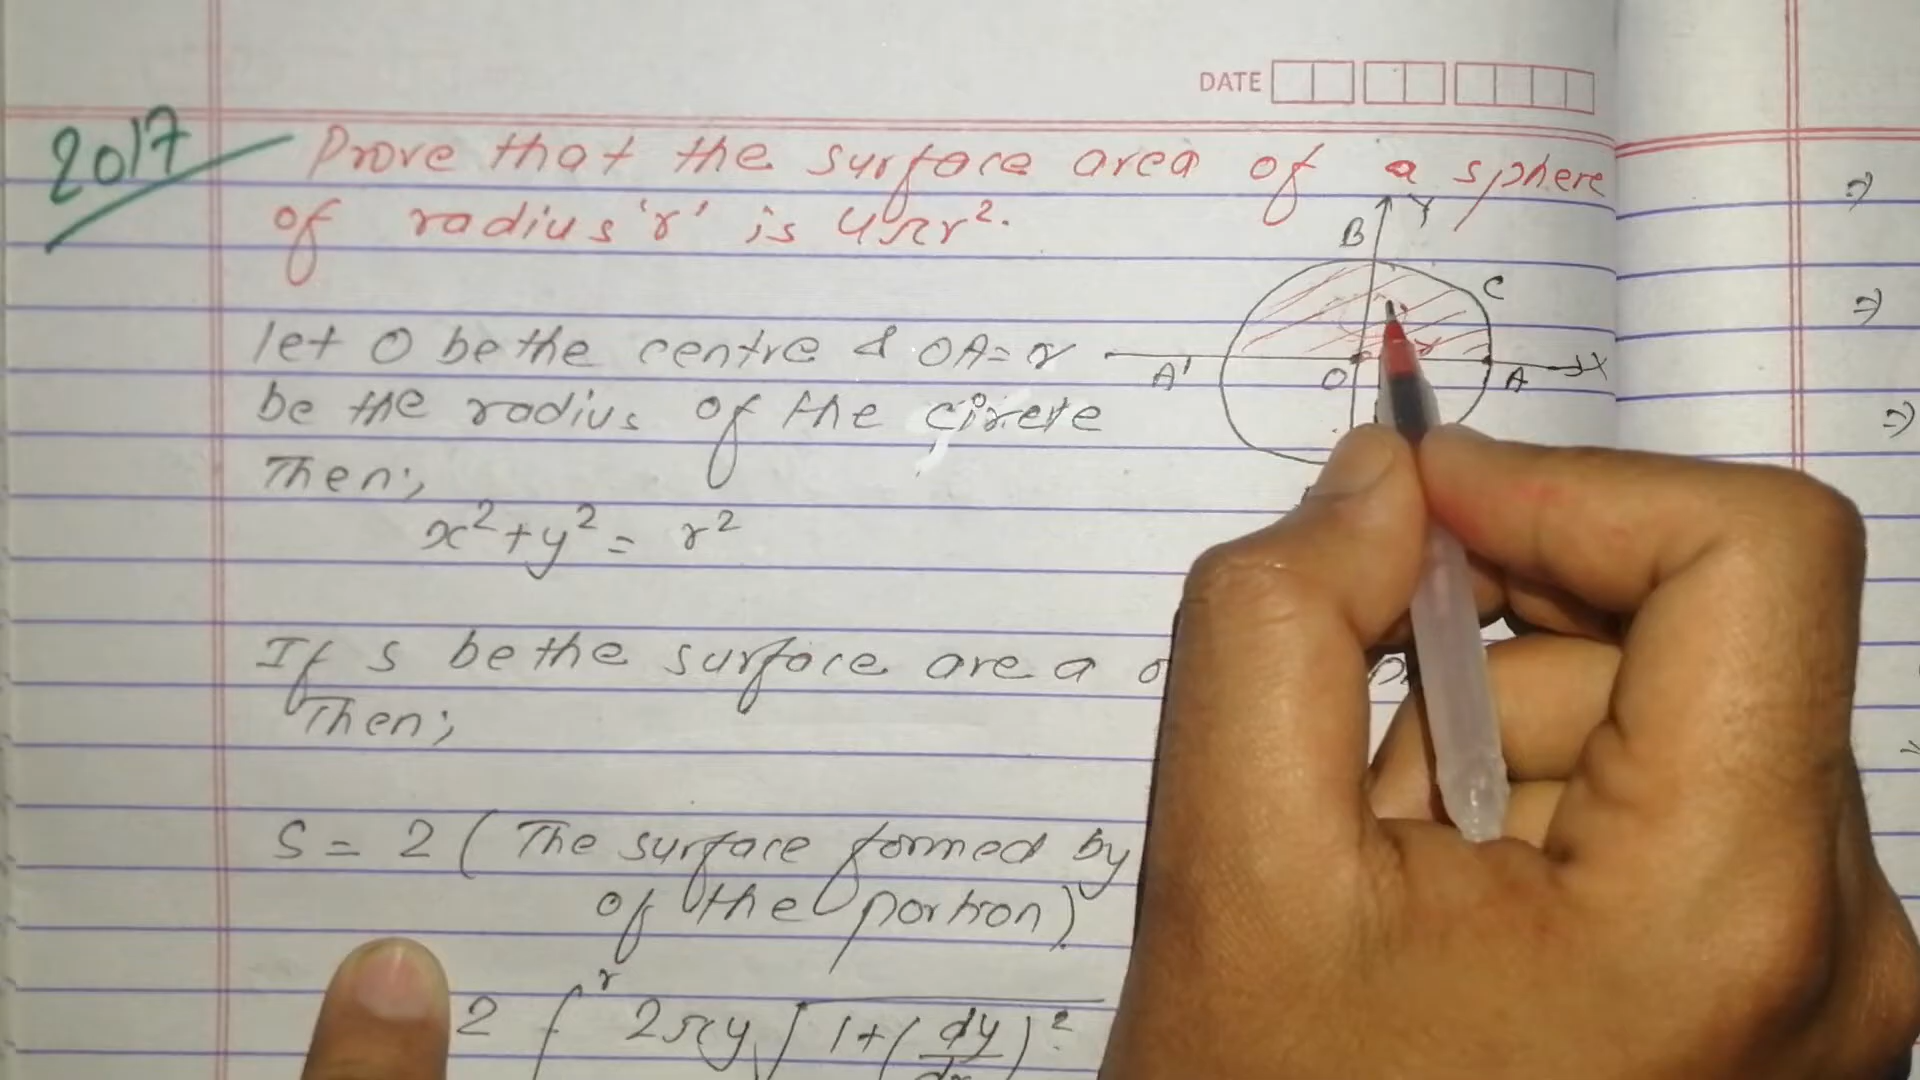 DATE
2017
Prove that the surface area of a sphere
of radius 'r' is 4πr².
B Y
C
A' O r A X
let O be the centre & OA = r
be the radius of the circle
Then;
x² + y² = r²
If s be the surface area
Then;
S = 2 ( The surface formed by
of the portion)
2 ∫ʳ 2πy √1+(dy/dx)²
⇒
⇒
⇒